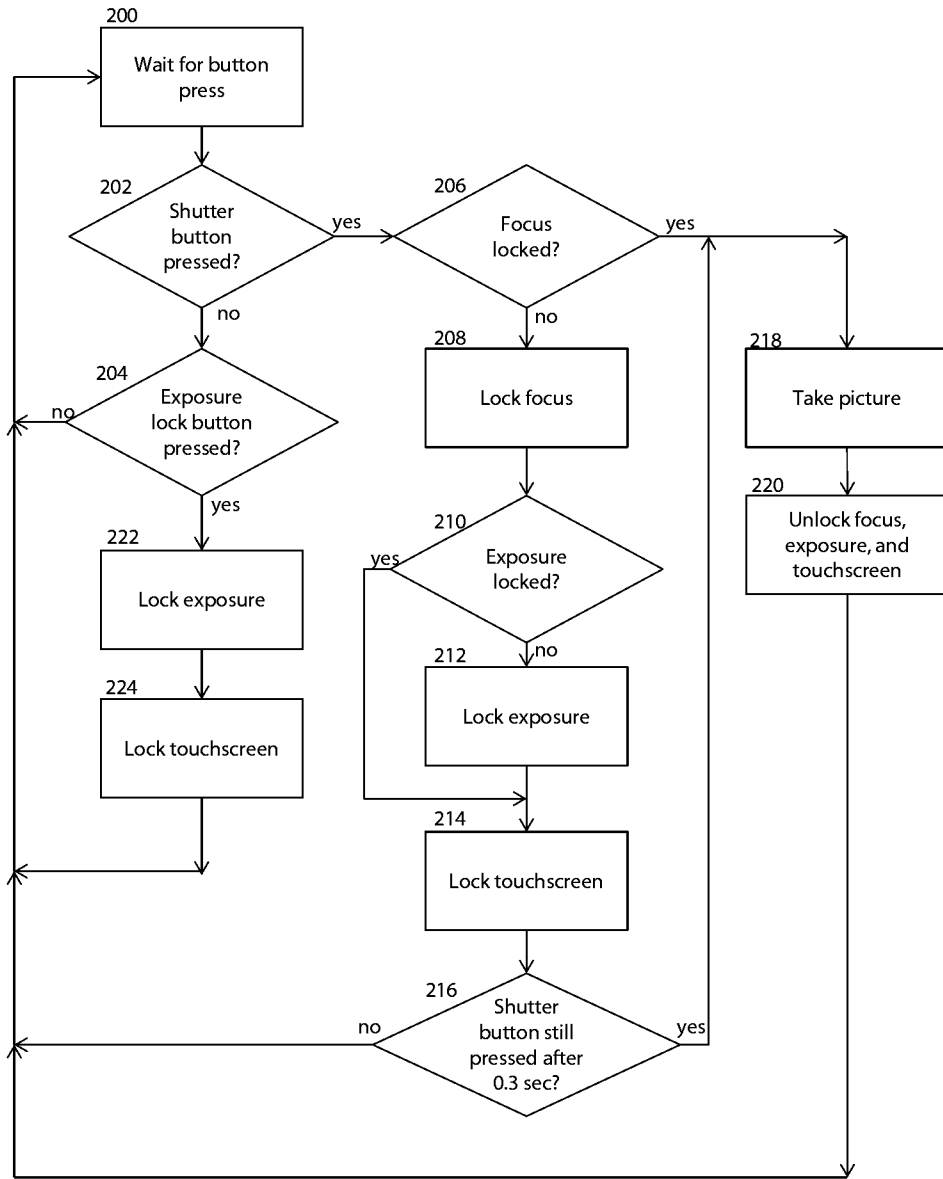 200
Wait for button
press
202
Shutter
button
pressed?
yes
no
206
Focus
locked?
yes
no
204
Exposure
lock button
pressed?
no
yes
208
Lock focus
218
Take picture
210
Exposure
locked?
yes
no
220
Unlock focus,
exposure, and
touchscreen
222
Lock exposure
212
Lock exposure
224
Lock touchscreen
214
Lock touchscreen
216
Shutter
button still
pressed after
0.3 sec?
no
yes